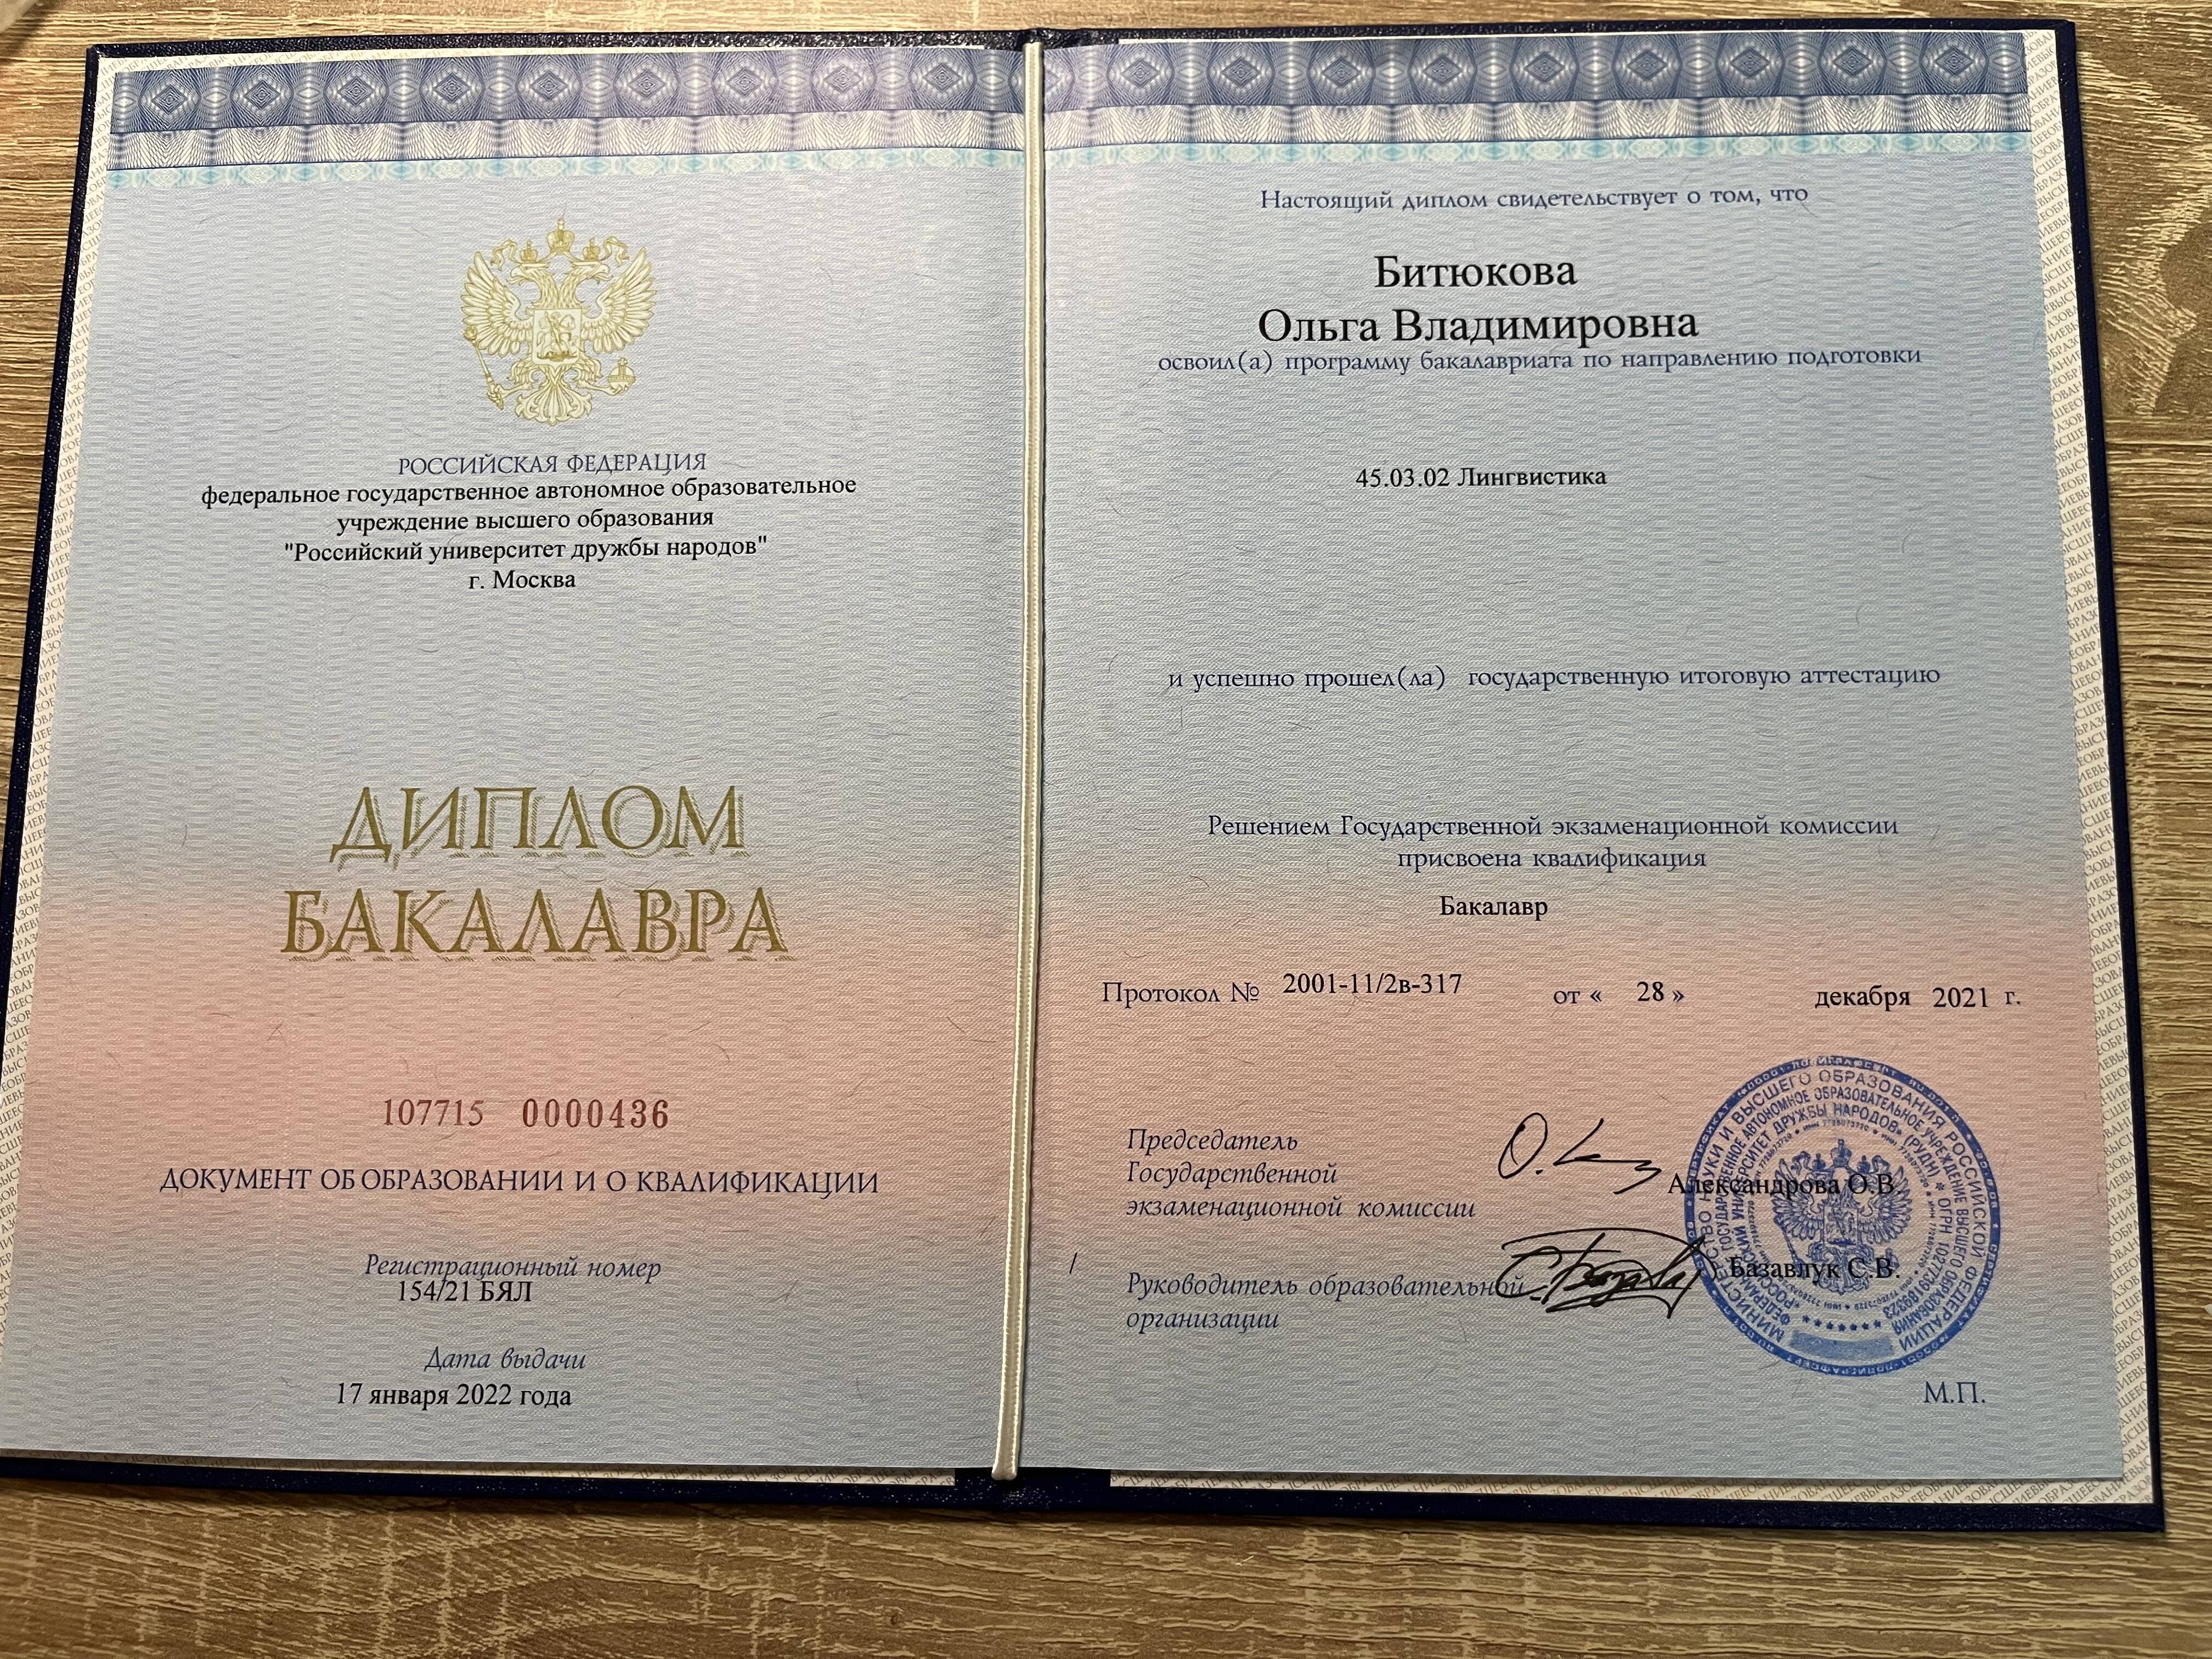 РОССИЙСКАЯ ФЕДЕРАЦИЯ
федеральное государственное автономное образовательное
учреждение высшего образования
"Российский университет дружбы народов"
г. Москва
ДИПЛОМ
БАКАЛАВРА
107715 0000436
ДОКУМЕНТ ОБ ОБРАЗОВАНИИ И О КВАЛИФИКАЦИИ
Регистрационный номер
154/21 БЯЛ
Дата выдачи
17 января 2022 года
Настоящий диплом свидетельствует о том, что
Битюкова
Ольга Владимировна
освоил(а) программу бакалавриата по направлению подготовки
45.03.02 Лингвистика
и успешно прошел(ла) государственную итоговую аттестацию
Решением Государственной экзаменационной комиссии
присвоена квалификация
Бакалавр
Протокол № 2001-11/2в-317 от « 28 » декабря 2021 г.
Председатель
Государственной
экзаменационной комиссии
Александрова О.В.
Руководитель образовательной
организации
Базавлук С.В.
М.П.